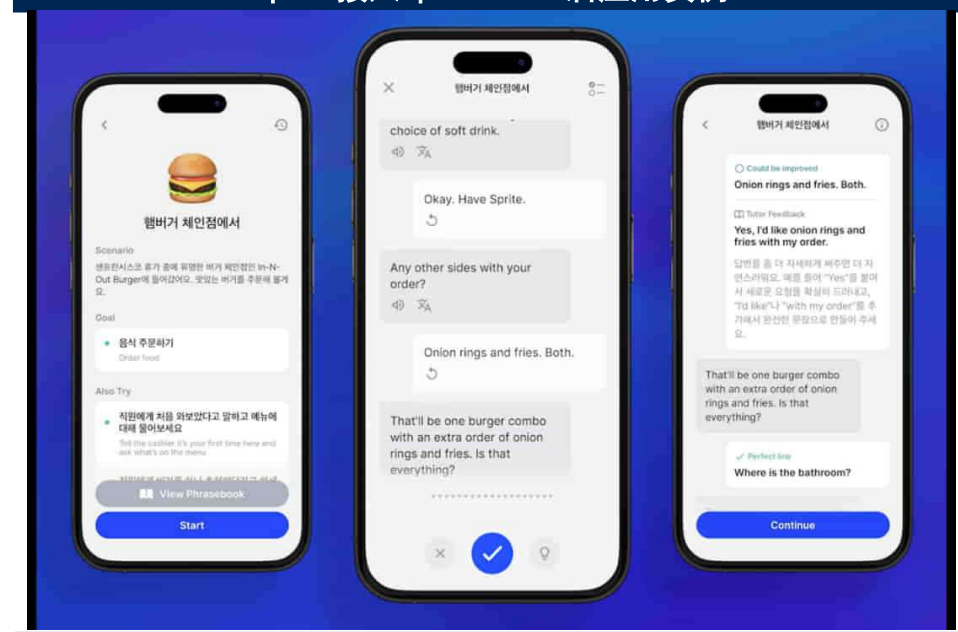 햄버거 체인점에서
Scenario
샌프란시스코 휴가 중에 유명한 버거 체인점인 In-N-
Out Burger에 들어갔어요. 맛있는 버거를 주문해 볼게
요.
Goal
음식 주문하기
Order food
Also Try
직원에게 처음 와보았다고 말하고 메뉴에
대해 물어보세요
Tell the cashier it's your first time here and
ask what's on the menu
View Phrasebook
Start
햄버거 체인점에서
choice of soft drink.
Okay. Have Sprite.
Any other sides with your
order?
Onion rings and fries. Both.
That'll be one burger combo
with an extra order of onion
rings and fries. Is that
everything?
햄버거 체인점에서
Could be improved
Onion rings and fries. Both.
Tutor Feedback
Yes, I'd like onion rings and
fries with my order.
답변을 좀 더 자세하게 써주면 더 자
연스러워요. 예를 들어 "Yes"를 붙여
서 새로운 요청을 확실히 드러내고,
"I'd like"나 "with my order"를 추
가해서 완전한 문장으로 만들어 주세
요.
That'll be one burger combo
with an extra order of onion
rings and fries. Is that
everything?
Perfect line
Where is the bathroom?
Continue